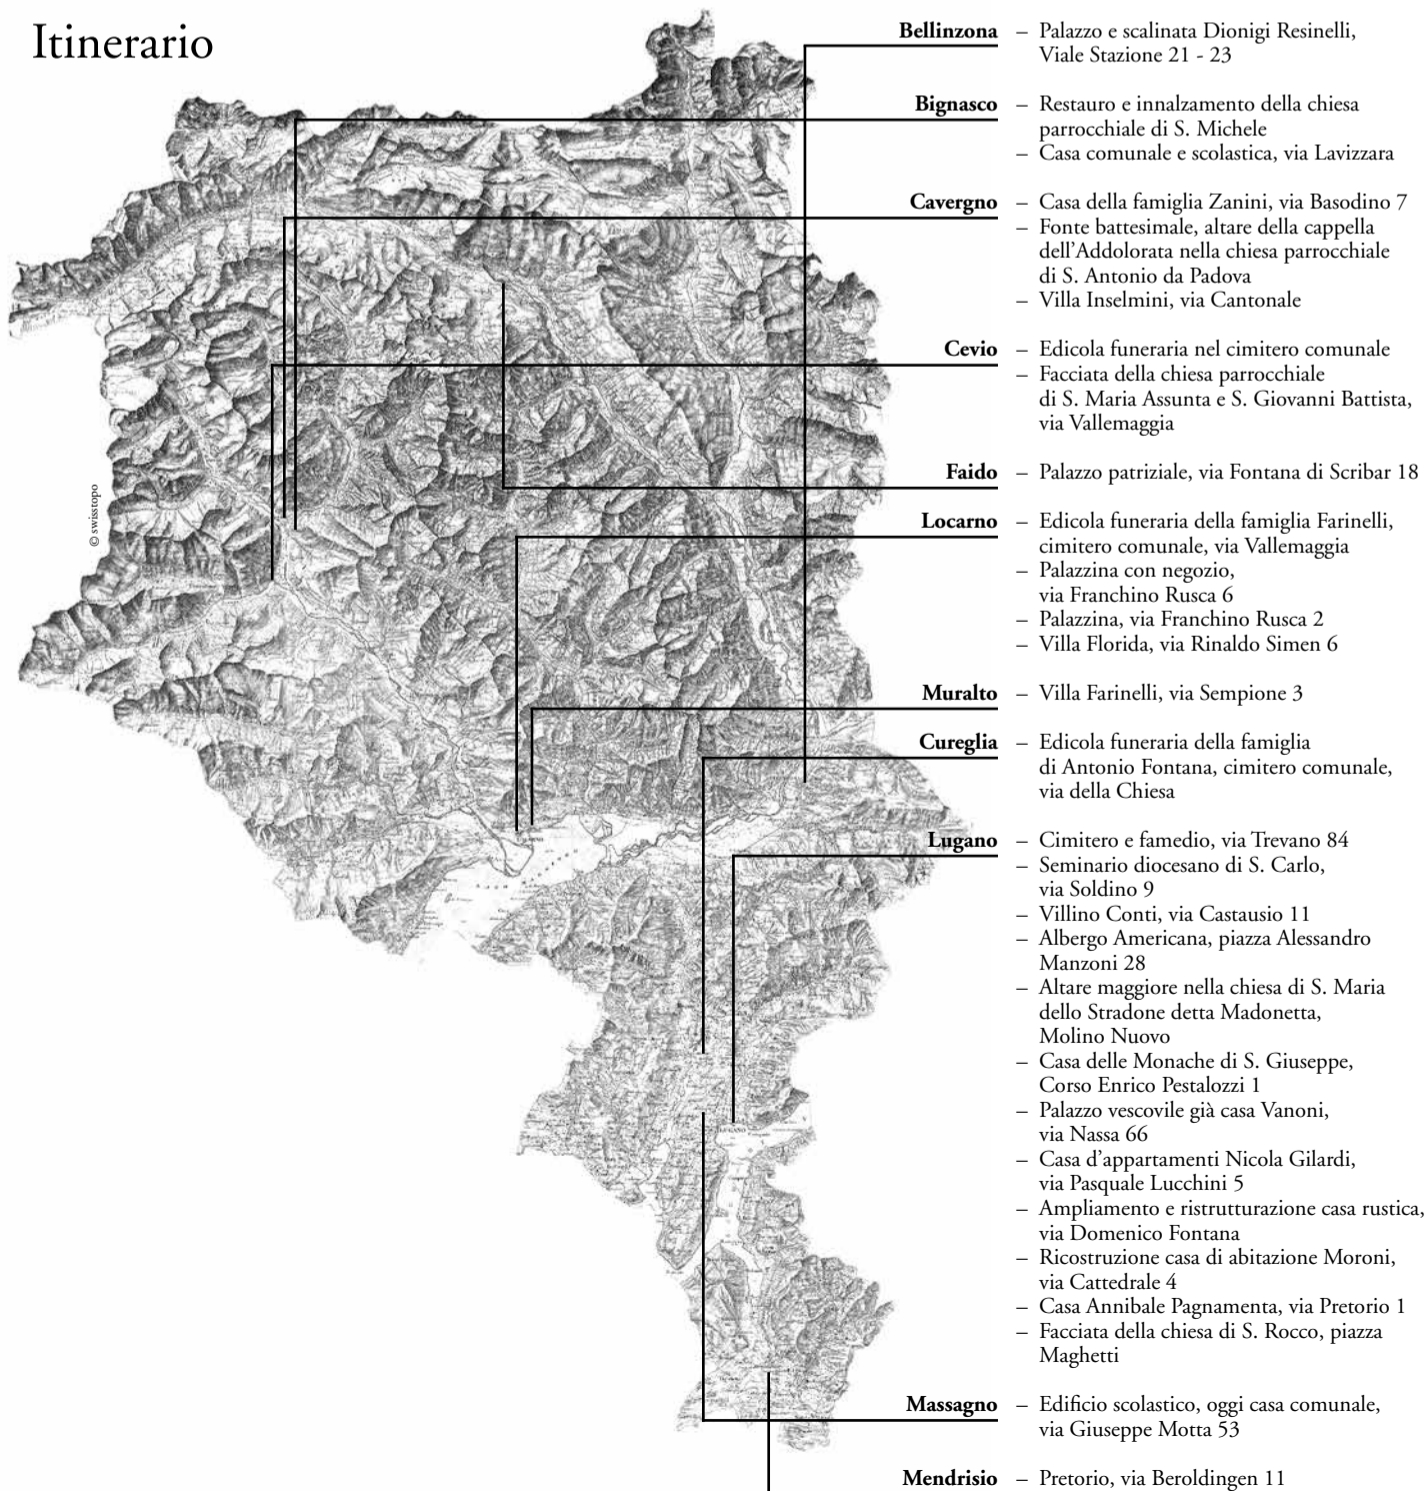 Itinerario
Bellinzona – Palazzo e scalinata Dionigi Resinelli,
Viale Stazione 21 - 23
Bignasco – Restauro e innalzamento della chiesa
parrocchiale di S. Michele
– Casa comunale e scolastica, via Lavizzara
Cavergno – Casa della famiglia Zanini, via Basodino 7
– Fonte battesimale, altare della cappella
dell'Addolorata nella chiesa parrocchiale
di S. Antonio da Padova
– Villa Inselmini, via Cantonale
Cevio – Edicola funeraria nel cimitero comunale
– Facciata della chiesa parrocchiale
di S. Maria Assunta e S. Giovanni Battista,
via Vallemaggia
Faido – Palazzo patriziale, via Fontana di Scribar 18
© swisstopo
Locarno – Edicola funeraria della famiglia Farinelli,
cimitero comunale, via Vallemaggia
– Palazzina con negozio,
via Franchino Rusca 6
– Palazzina, via Franchino Rusca 2
– Villa Florida, via Rinaldo Simen 6
Muralto – Villa Farinelli, via Sempione 3
Cureglia – Edicola funeraria della famiglia
di Antonio Fontana, cimitero comunale,
via della Chiesa
Lugano – Cimitero e famedio, via Trevano 84
– Seminario diocesano di S. Carlo,
via Soldino 9
– Villino Conti, via Castausio 11
– Albergo Americana, piazza Alessandro
Manzoni 28
– Altare maggiore nella chiesa di S. Maria
dello Stradone detta Madonetta,
Molino Nuovo
– Casa delle Monache di S. Giuseppe,
Corso Enrico Pestalozzi 1
– Palazzo vescovile già casa Vanoni,
via Nassa 66
– Casa d'appartamenti Nicola Gilardi,
via Pasquale Lucchini 5
– Ampliamento e ristrutturazione casa rustica,
via Domenico Fontana
– Ricostruzione casa di abitazione Moroni,
via Cattedrale 4
– Casa Annibale Pagnamenta, via Pretorio 1
– Facciata della chiesa di S. Rocco, piazza
Maghetti
Massagno – Edificio scolastico, oggi casa comunale,
via Giuseppe Motta 53
Mendrisio – Pretorio, via Beroldingen 11